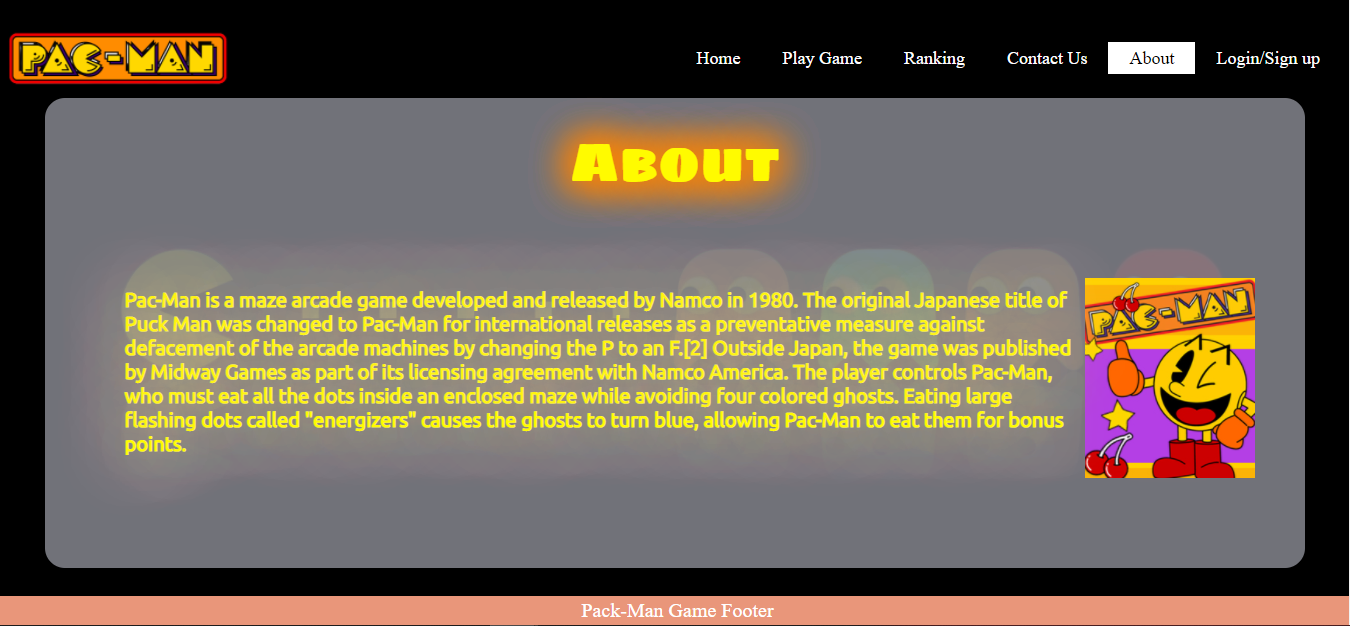 PAC-MAN
Home Play Game Ranking Contact Us About Login/Sign up
About
Pac-Man is a maze arcade game developed and released by Namco in 1980. The original Japanese title of
Puck Man was changed to Pac-Man for international releases as a preventative measure against
defacement of the arcade machines by changing the P to an F.[2] Outside Japan, the game was published
by Midway Games as part of its licensing agreement with Namco America. The player controls Pac-Man,
who must eat all the dots inside an enclosed maze while avoiding four colored ghosts. Eating large
flashing dots called "energizers" causes the ghosts to turn blue, allowing Pac-Man to eat them for bonus
points.
PAC-MAN
Pack-Man Game Footer